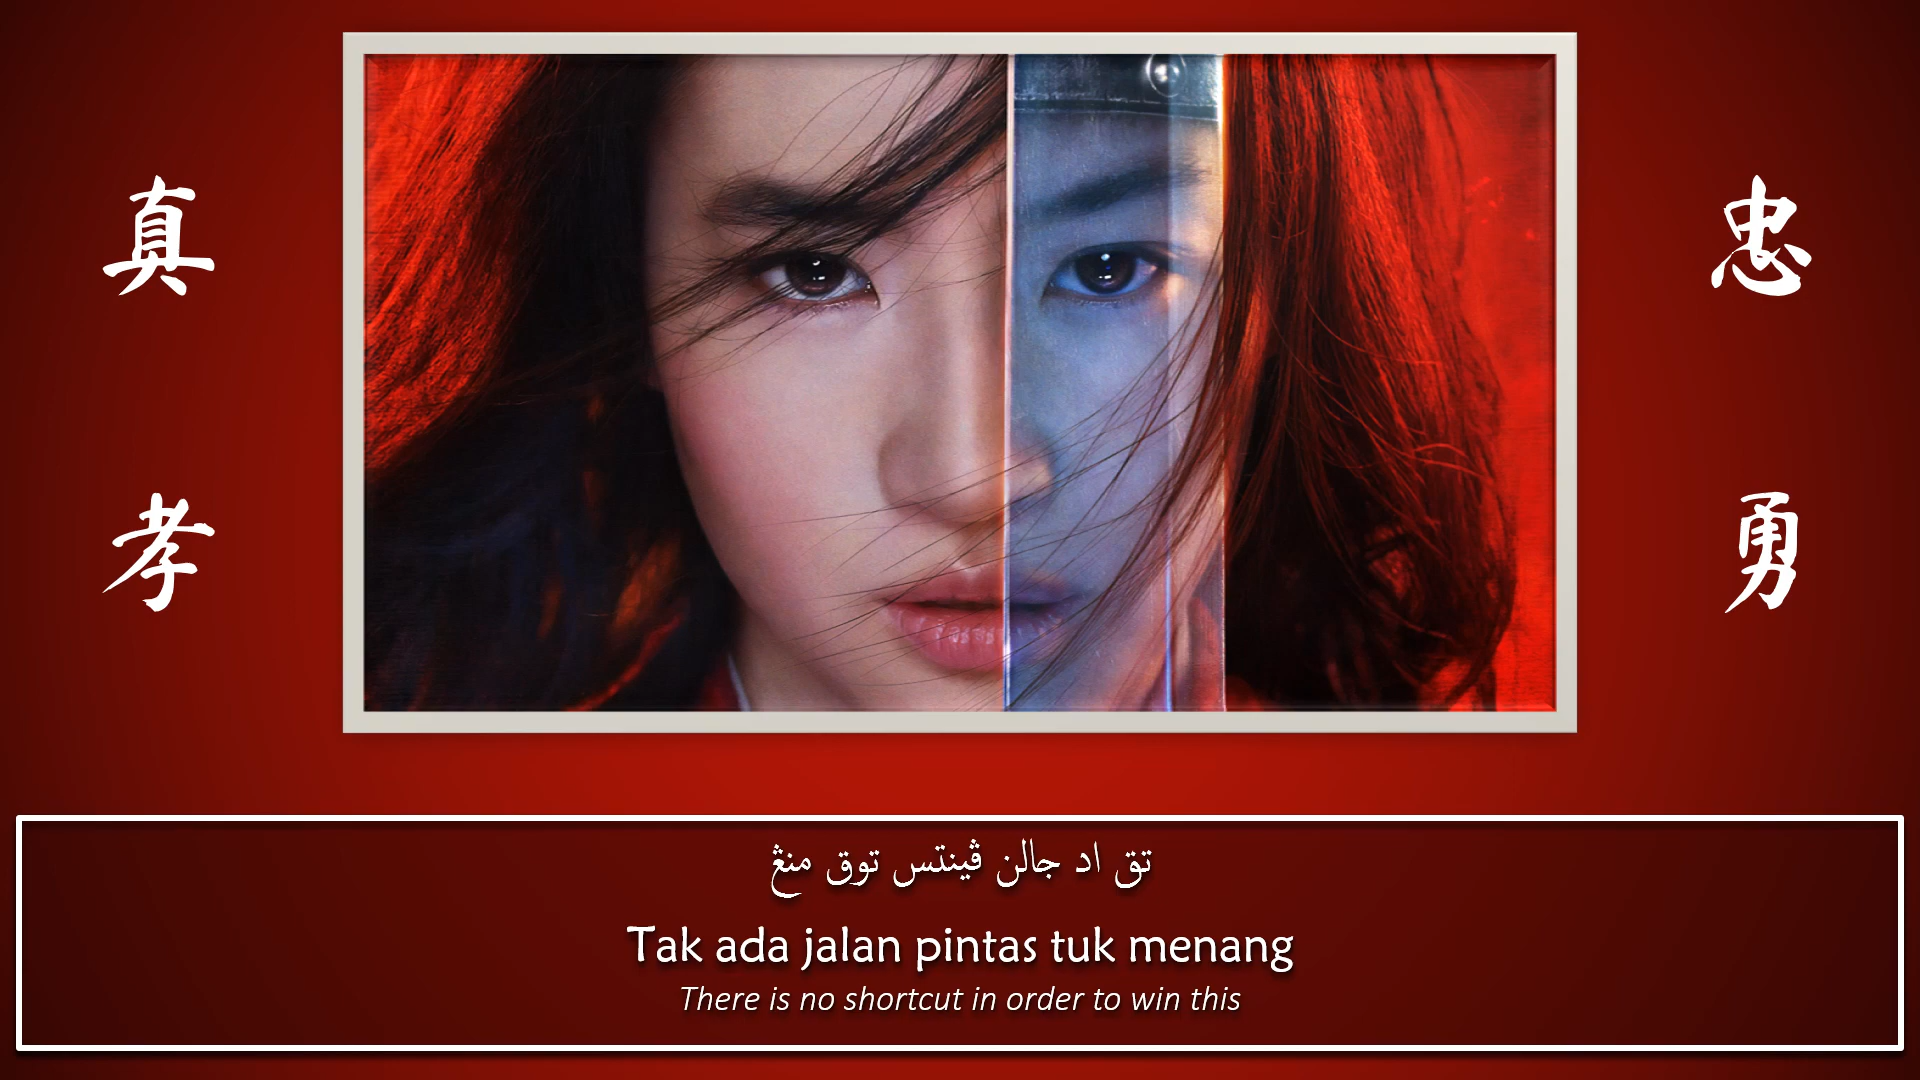 真
孝
忠
勇
تق اد جالن ڤينتس توق منڠ
Tak ada jalan pintas tuk menang
There is no shortcut in order to win this